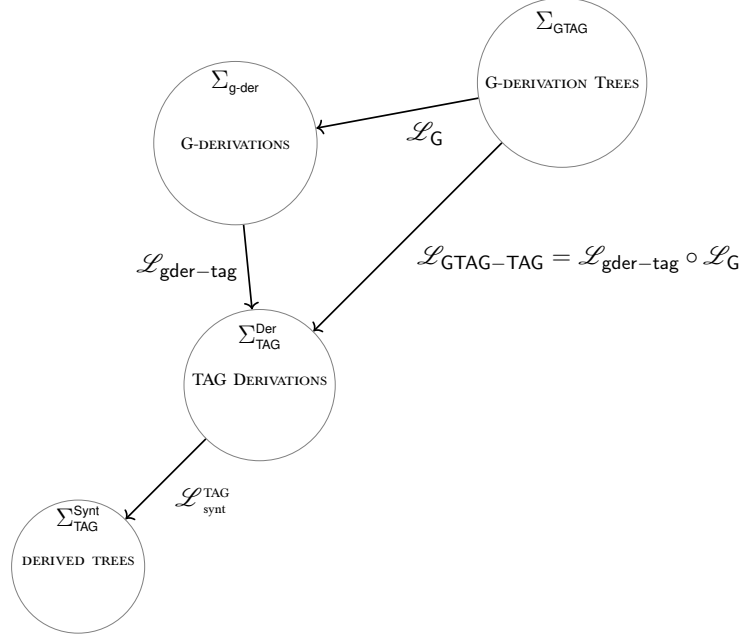 Σ_GTAG
G-DERIVATION TREES
Σ_g-der
G-DERIVATIONS
ℒ_G
ℒ_gder−tag
ℒ_GTAG−TAG = ℒ_gder−tag ∘ ℒ_G
Σ^Der_TAG
TAG DERIVATIONS
ℒ^TAG_synt
Σ^Synt_TAG
DERIVED TREES